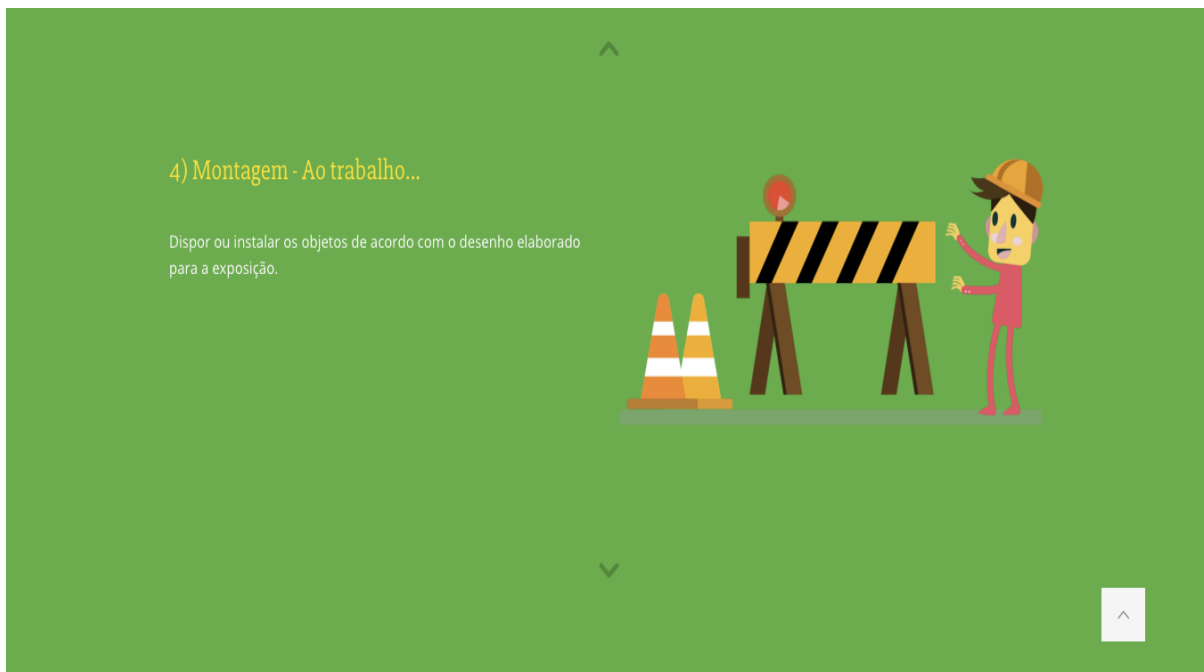 4) Montagem - Ao trabalho...
Dispor ou instalar os objetos de acordo com o desenho elaborado
para a exposição.